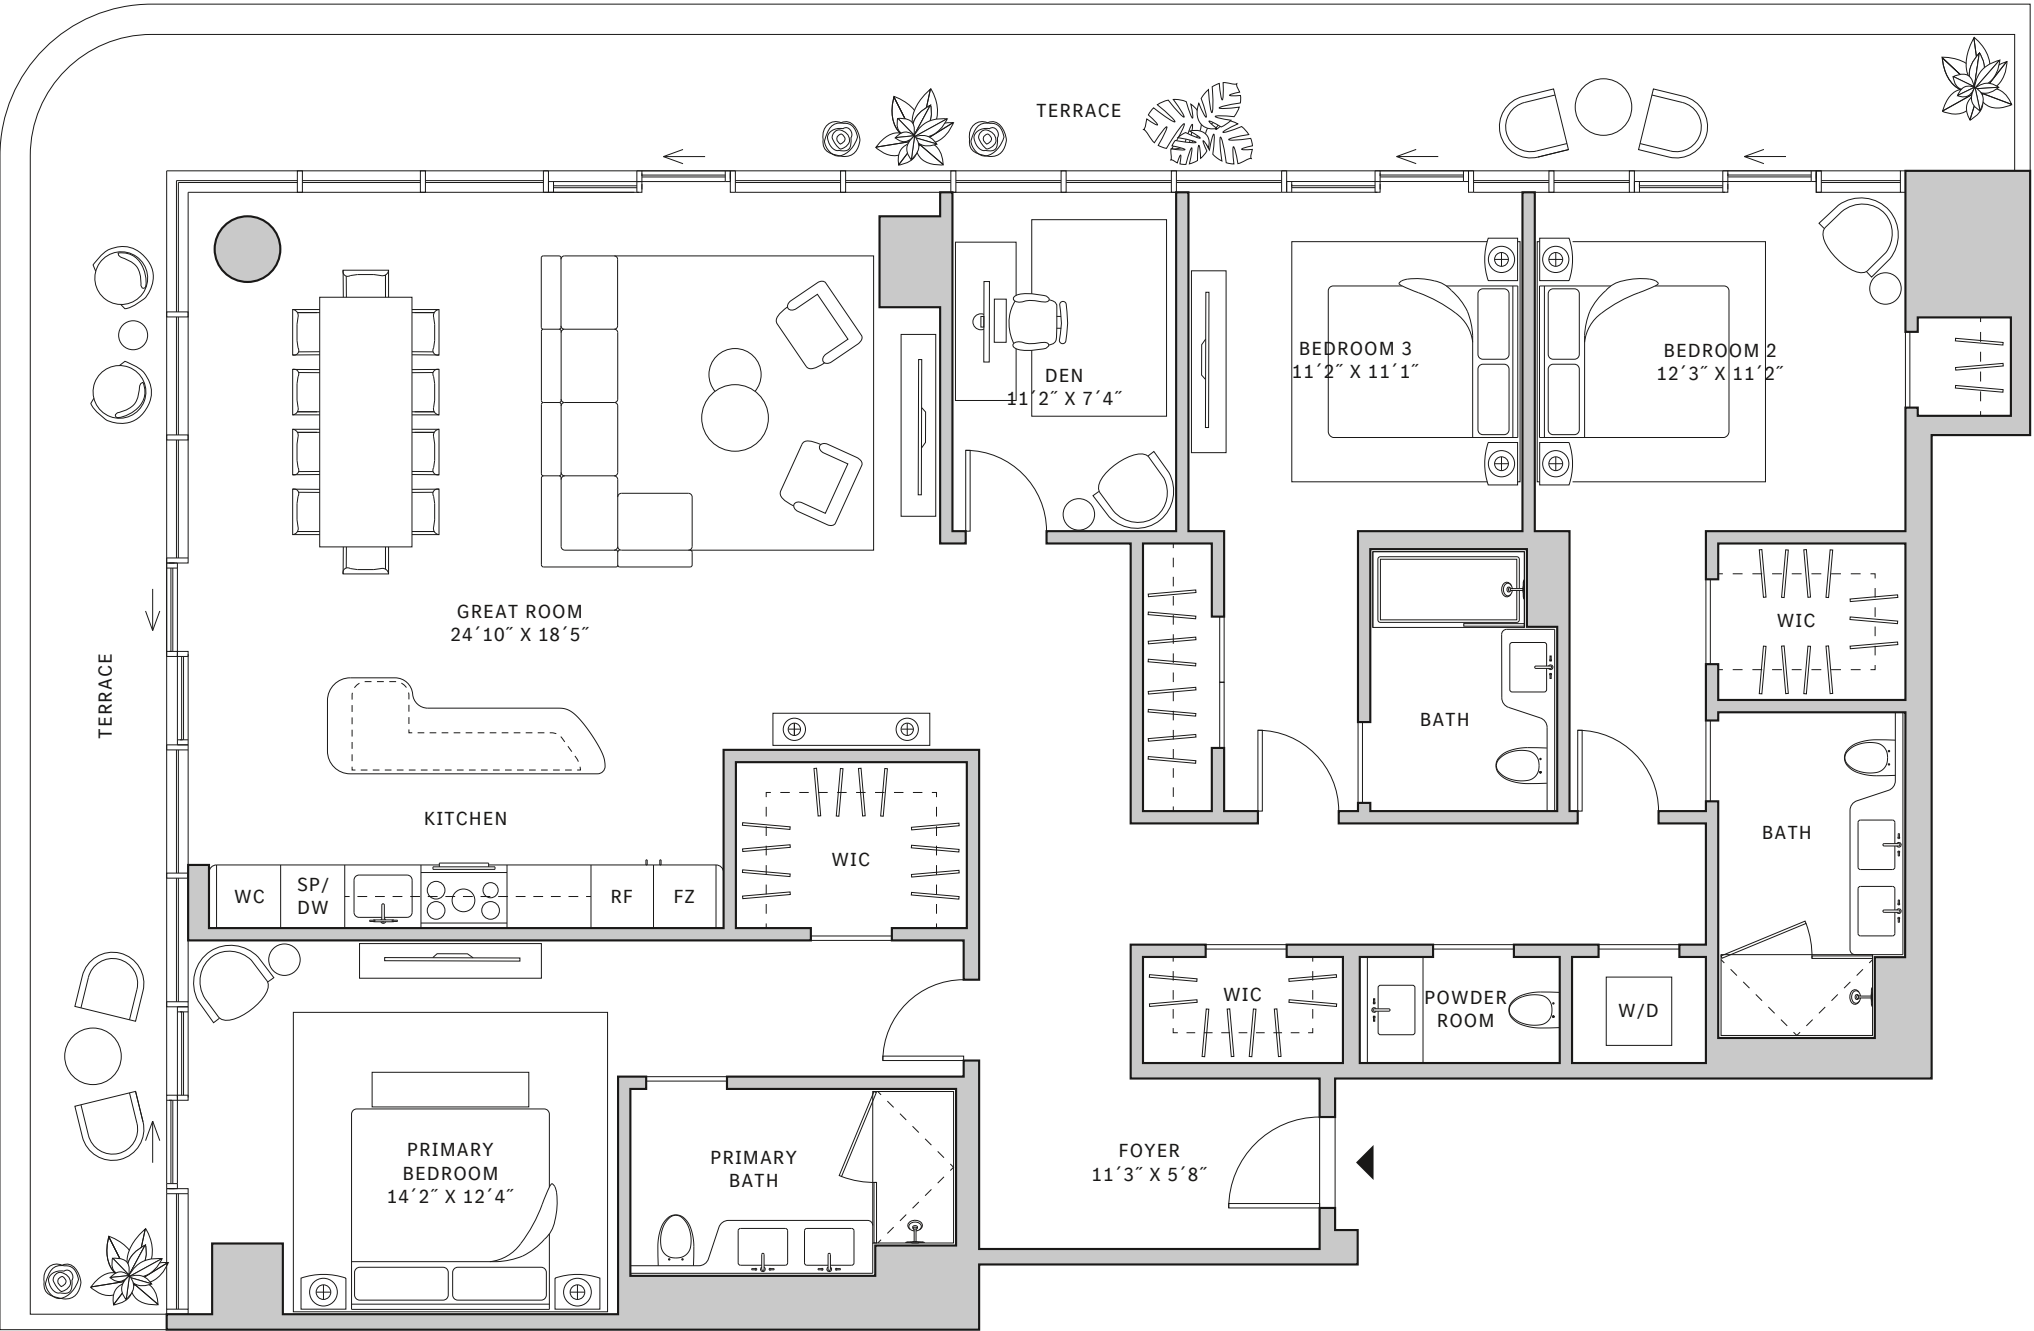 TERRACE
DEN
11´2˝ X 7´4˝
BEDROOM 3
11´2˝ X 11´1˝
BEDROOM 2
12´3˝ X 11´2˝
GREAT ROOM
24´10˝ X 18´5˝
TERRACE
WIC
BATH
KITCHEN
BATH
WIC
WC
SP/
DW
RF
FZ
WIC
POWDER
ROOM
W/D
PRIMARY
BEDROOM
14´2˝ X 12´4˝
PRIMARY
BATH
FOYER
11´3˝ X 5´8˝